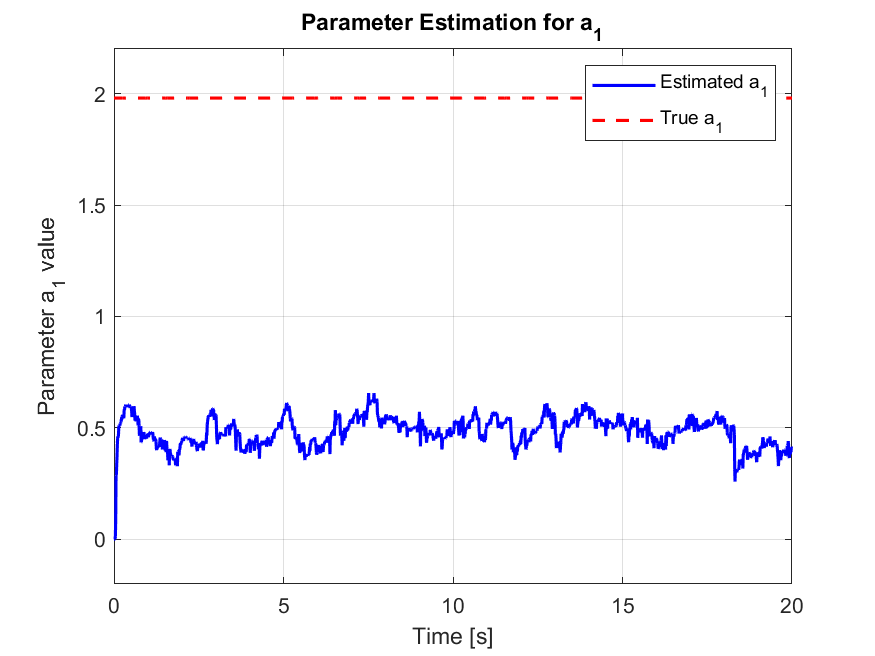 Parameter Estimation for a₁
Estimated a₁
True a₁
2
1.5
1
0.5
0
Parameter a₁ value
0 5 10 15 20
Time [s]